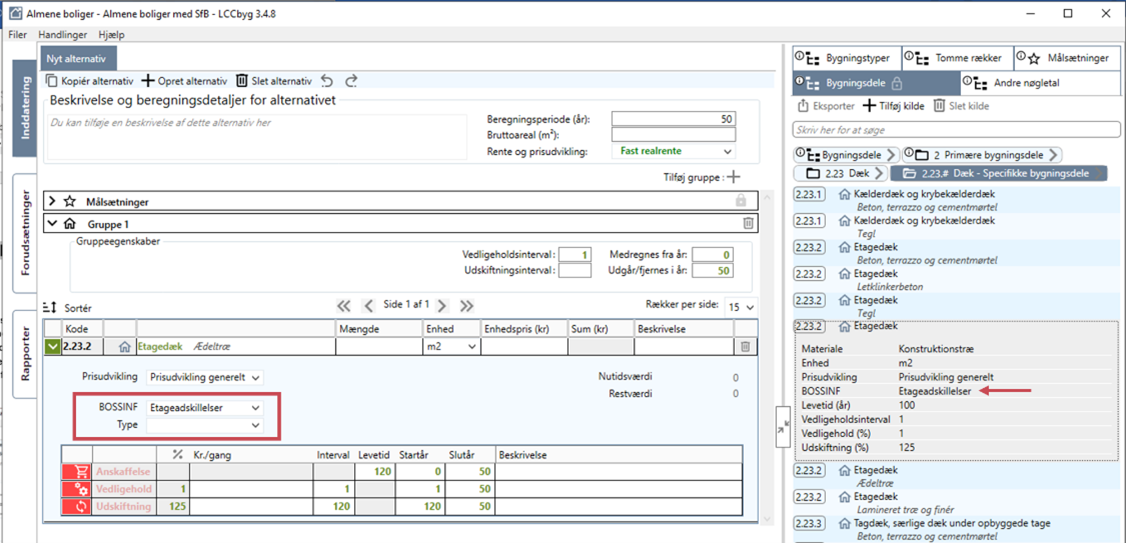 Almene boliger - Almene boliger med SfB - LCCbyg 3.4.8
Filer Handlinger Hjælp
Inddatering
Forudsætninger
Rapporter
Nyt alternativ
Kopiér alternativ Opret alternativ Slet alternativ
Beskrivelse og beregningsdetaljer for alternativet
Du kan tilføje en beskrivelse af dette alternativ her
Beregningsperiode (år): 50
Bruttoareal (m²):
Rente og prisudvikling: Fast realrente
Tilføj gruppe :
Målsætninger
Gruppe 1
Gruppeegenskaber
Vedligeholdsinterval: 1 Medregnes fra år: 0
Udskiftningsinterval: Udgår/fjernes i år: 50
Sortér Side 1 af 1 Rækker per side: 15
Kode Mængde Enhed Enhedspris (kr) Sum (kr) Beskrivelse
2.23.2 Etagedæk Ædeltræ m2
Prisudvikling Prisudvikling generelt Nutidsværdi 0
Restværdi 0
BOSSINF Etageadskillelser
Type
% Kr./gang Interval Levetid Startår Slutår Beskrivelse
Anskaffelse 120 0 50
Vedligehold 1 1 1 50
Udskiftning 125 120 120 50
Bygningstyper Tomme rækker Målsætninger
Bygningsdele Andre nøgletal
Eksporter Tilføj kilde Slet kilde
Skriv her for at søge
Bygningsdele 2 Primære bygningsdele
2.23 Dæk 2.23.# Dæk - Specifikke bygningsdele
2.23.1 Kælderdæk og krybekælderdæk
Beton, terrazzo og cementmørtel
2.23.1 Kælderdæk og krybekælderdæk
Tegl
2.23.2 Etagedæk
Beton, terrazzo og cementmørtel
2.23.2 Etagedæk
Letklinkerbeton
2.23.2 Etagedæk
Tegl
2.23.2 Etagedæk
Materiale Konstruktionstræ
Enhed m2
Prisudvikling Prisudvikling generelt
BOSSINF Etageadskillelser
Levetid (år) 100
Vedligeholdsinterval 1
Vedligehold (%) 1
Udskiftning (%) 125
2.23.2 Etagedæk
Ædeltræ
2.23.2 Etagedæk
Lamineret træ og finér
2.23.3 Tagdæk, særlige dæk under opbyggede tage
Beton, terrazzo og cementmørtel